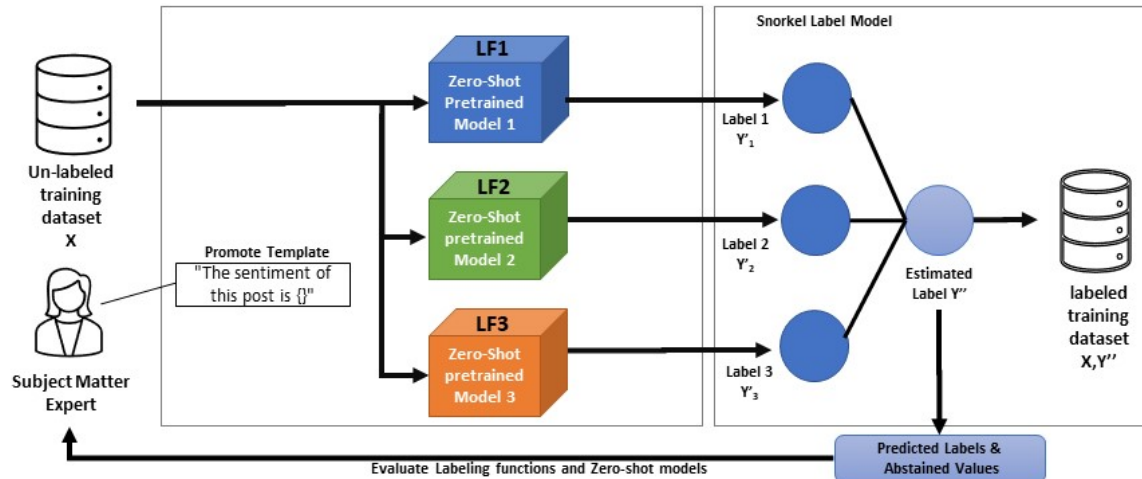 Un-labeled
training
dataset
X
Subject Matter
Expert
Promote Template
"The sentiment of
this post is {}"
LF1
Zero-Shot
Pretrained
Model 1
LF2
Zero-Shot
pretrained
Model 2
LF3
Zero-Shot
pretrained
Model 3
Snorkel Label Model
Label 1
Y'₁
Label 2
Y'₂
Label 3
Y'₃
Estimated
Label Y''
labeled
training
dataset
X,Y''
Predicted Labels &
Abstained Values
Evaluate Labeling functions and Zero-shot models